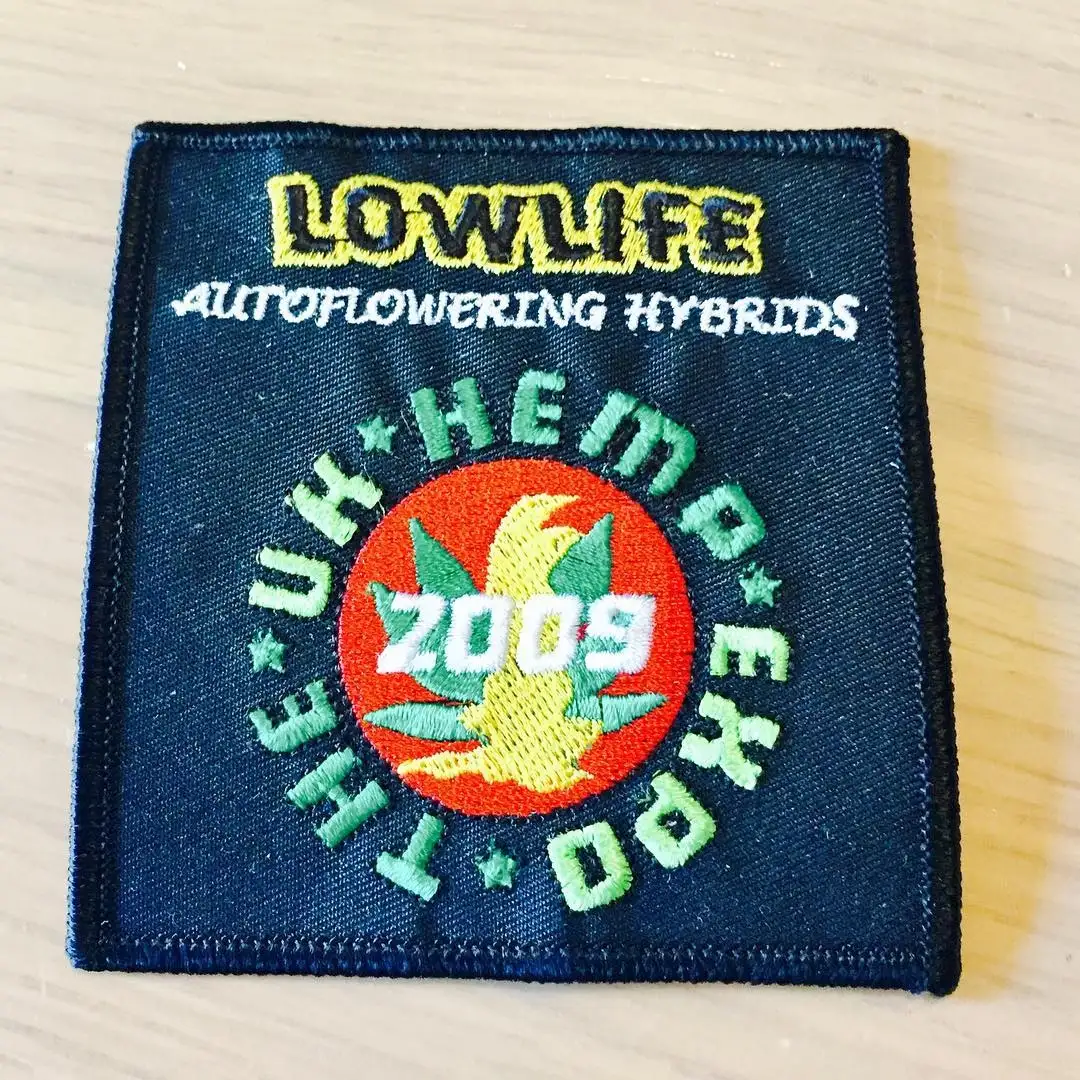 LOWLIFE
AUTOFLOWERING HYBRIDS
THE UK HEMP EXPO
2009